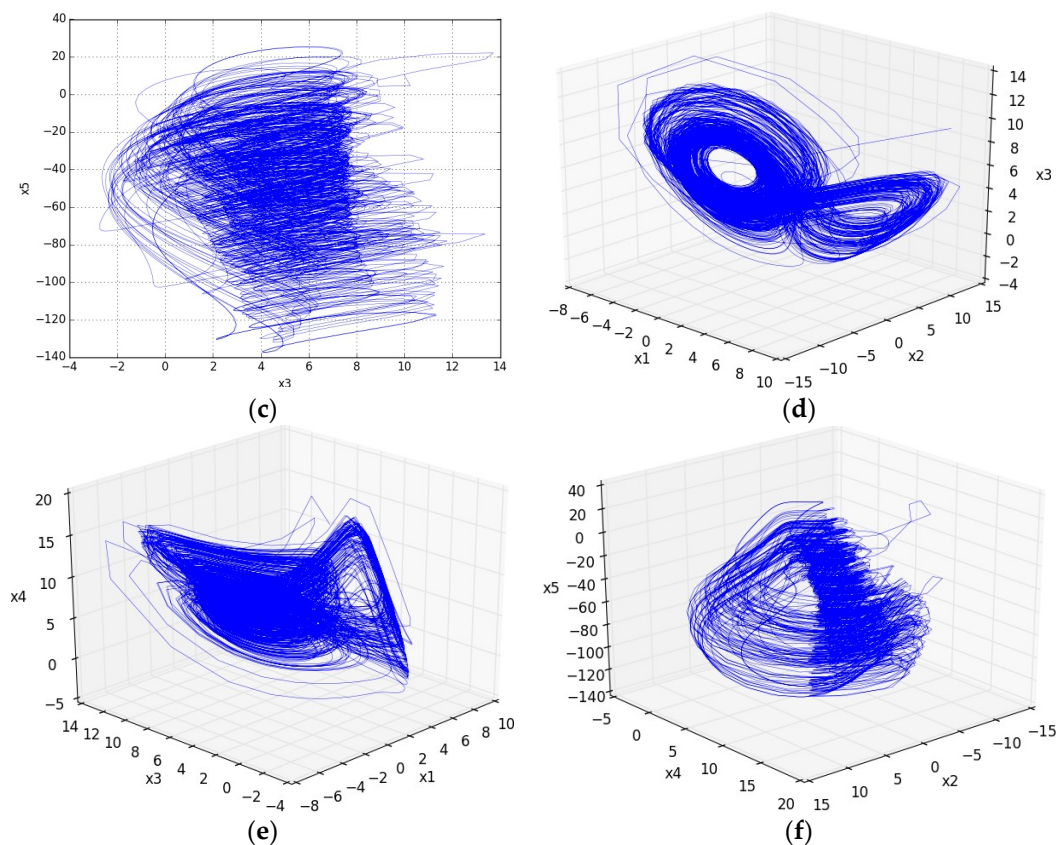 40
20
0
−20
−40
−60
−80
−100
−120
−140
x5
−4 −2 0 2 4 6 8 10 12 14
x3
(c)
14
12
10
8
6
4
2
0
−2
−4
x3
−8 −6 −4 −2 0 2 4 6 8 10
x1
−15 −10 −5 0 5 10 15
x2
(d)
20
15
10
5
0
−5
x4
14 12 10 8 6 4 2 0 −2 −4
x3
−8 −6 −4 −2 0 2 4 6 8 10
x1
(e)
40
20
0
−20
−40
−60
−80
−100
−120
−140
x5
−5 0 5 10 15 20
x4
15 10 5 0 −5 −10 −15
x2
(f)